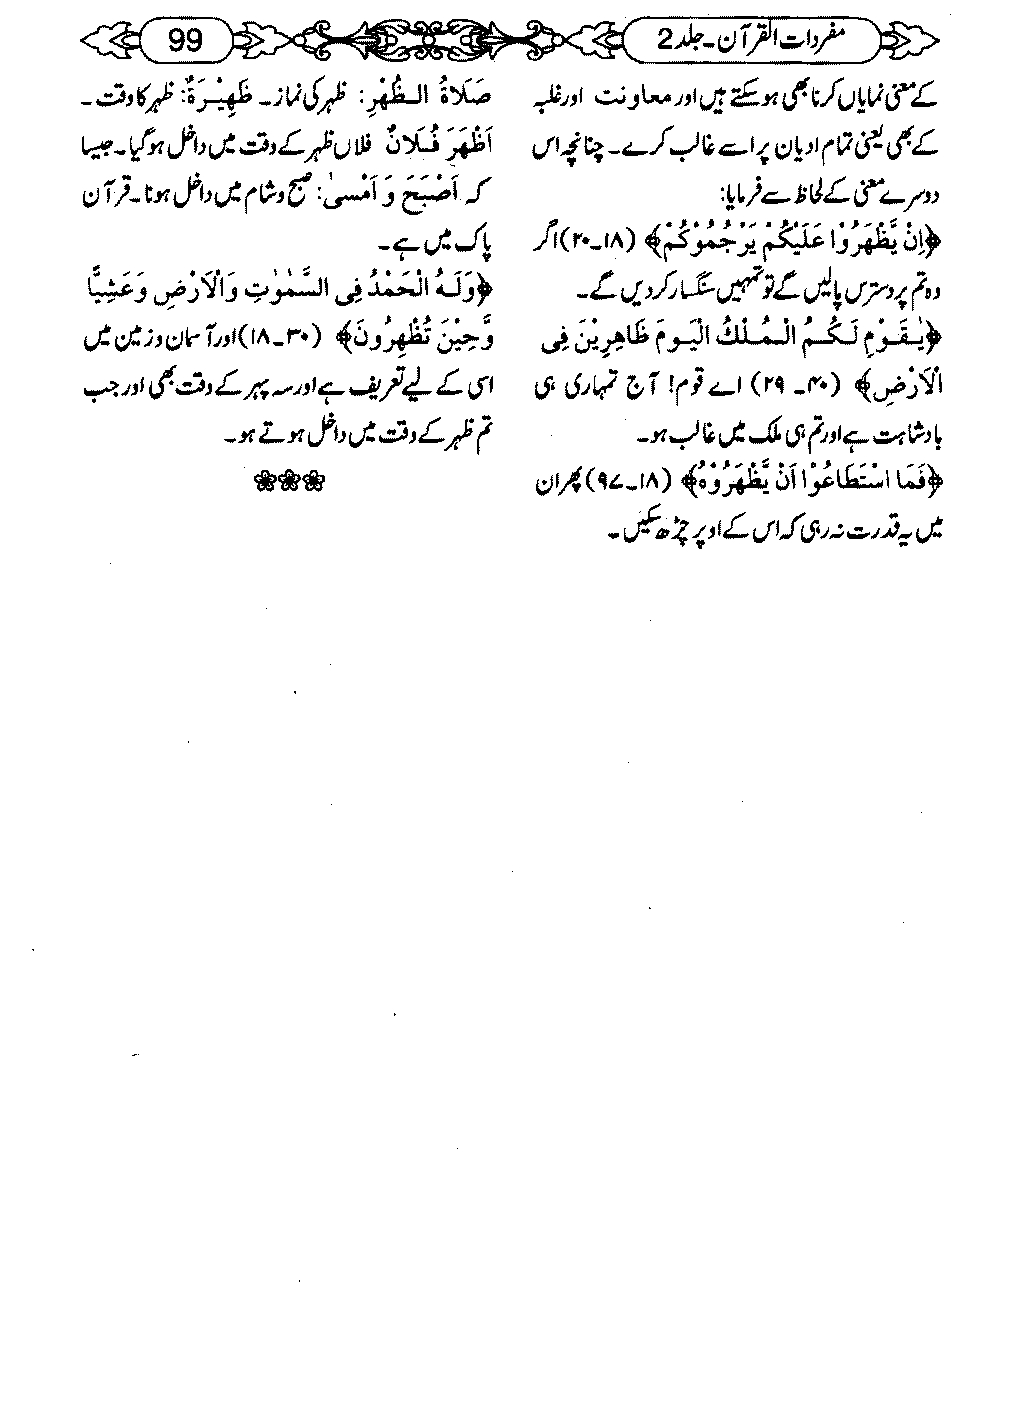 مفردات القرآن۔جلد 2
99
کے معنی نمایاں کرنا بھی ہوسکتے ہیں اور معاونت اور غلبہ
کے بھی یعنی تمام ادیان پر اسے غالب کرے۔ چنانچہ اس
دوسرے معنی کے لحاظ سے فرمایا:
﴿اِنْ یَّظْهَرُوْا عَلَیْكُمْ یَرْجُمُوْكُمْ﴾ (۱۸۔۲۰) اگر
وہ تم پر دسترس پالیں گے تو تمہیں سنگسار کردیں گے۔
﴿یٰقَوْمِ لَكُمُ الْمُلْكُ الْیَوْمَ ظَاهِرِیْنَ فِی
الْاَرْضِ﴾ (۴۰۔۲۹) اے قوم! آج تمہاری ہی
بادشاہت ہے اور تم ہی ملک میں غالب ہو۔
﴿فَمَا اسْتَطَاعُوْا اَنْ یَّظْهَرُوْهُ﴾ (۱۸۔۹۷) پھر ان
میں یہ قدرت نہ رہی کہ اس کے اوپر چڑھ سکیں۔
صَلَاةُ الظُّهْرِ: ظہر کی نماز۔ ظَهِیْرَةٌ: ظہر کا وقت۔
اَظْهَرَ فُلَانٌ فلاں ظہر کے وقت میں داخل ہوگیا۔ جیسا
کہ اَصْبَحَ وَ اَمْسیٰ: صبح و شام میں داخل ہونا۔ قرآن
پاک میں ہے۔
﴿وَلَهُ الْحَمْدُ فِی السَّمٰوٰتِ وَالْاَرْضِ وَعَشِیًّا
وَّحِیْنَ تُظْهِرُونَ﴾ (۳۰۔۱۸) اور آسمان و زمین میں
اسی کے لیے تعریف ہے اور سہ پہر کے وقت بھی اور جب
تم ظہر کے وقت میں داخل ہوتے ہو۔